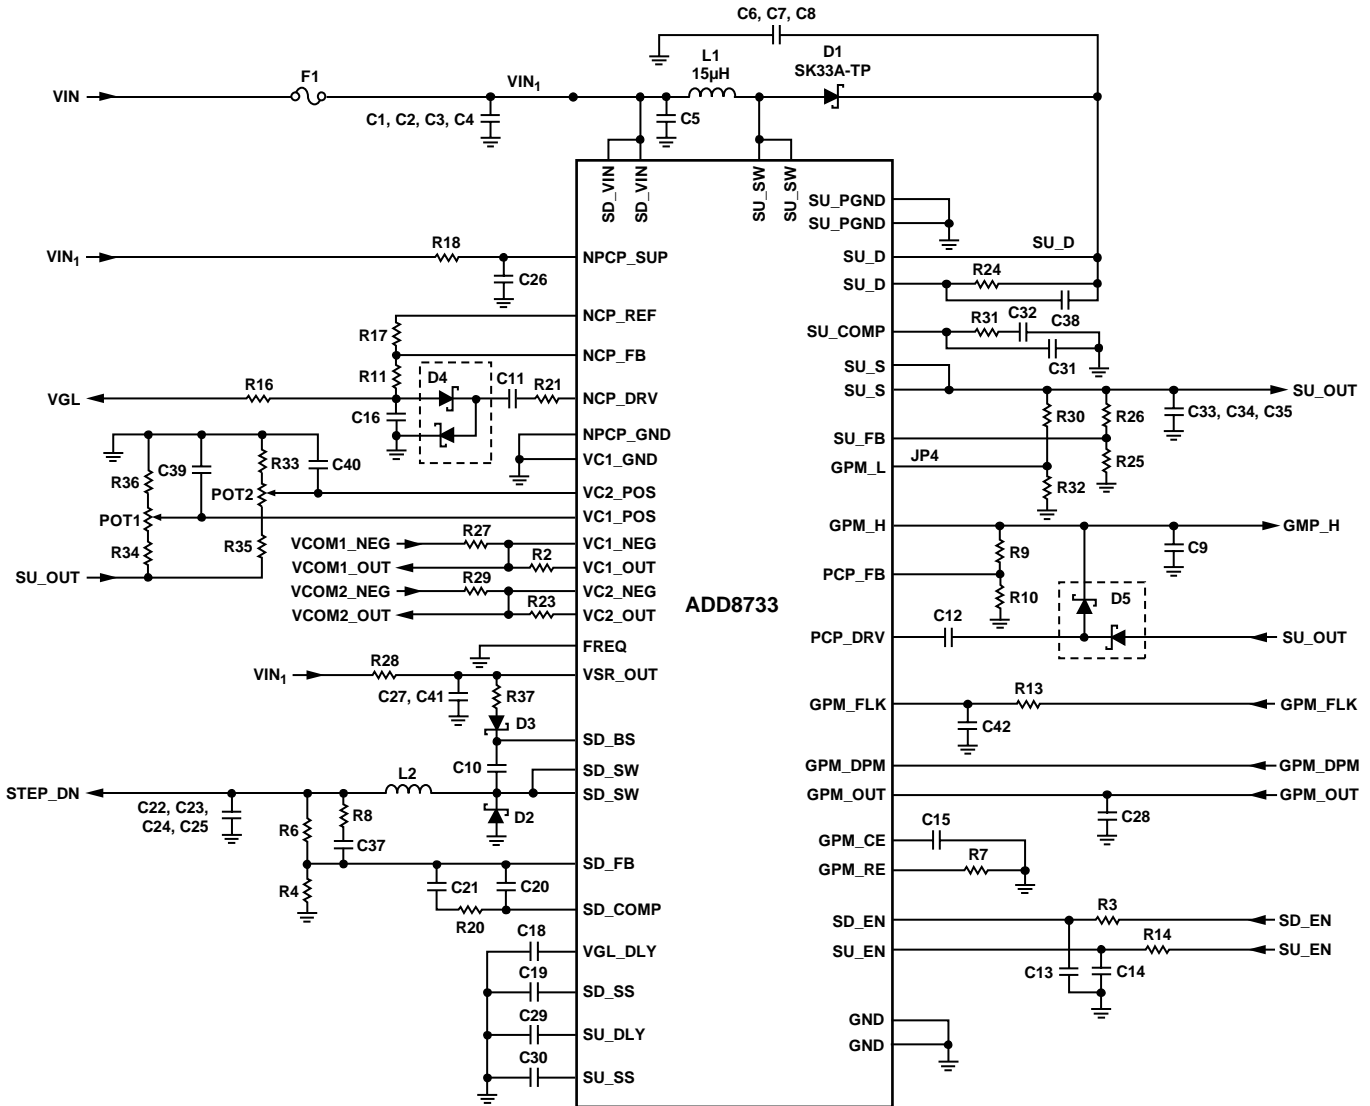 C6, C7, C8
D1
SK33A-TP
L1
15µH
F1
VIN
VIN₁
C1, C2, C3, C4
C5
SD_VIN
SD_VIN
SU_SW
SU_SW
SU_PGND
SU_PGND
SU_D
SU_D
R24
SU_D
C38
VIN₁
R18
C26
NPCP_SUP
NCP_REF
R17
NCP_FB
R11
D4
C11
R21
NCP_DRV
VGL
R16
C16
NPCP_GND
VC1_GND
C39
R33
C40
R36
POT2
VC2_POS
POT1
VC1_POS
R34
R35
SU_OUT
VCOM1_NEG
R27
VC1_NEG
VCOM1_OUT
R2
VC1_OUT
VCOM2_NEG
R29
VC2_NEG
VCOM2_OUT
R23
VC2_OUT
FREQ
VIN₁
R28
VSR_OUT
C27, C41
R37
D3
SD_BS
C10
SD_SW
STEP_DN
L2
SD_SW
C22, C23,
C24, C25
R6
R8
D2
C37
SD_FB
R4
C21
C20
SD_COMP
R20
C18
VGL_DLY
C19
SD_SS
C29
SU_DLY
C30
SU_SS
ADD8733
SU_COMP
R31
C32
C31
SU_S
SU_S
SU_OUT
R30
R26
C33, C34, C35
SU_FB
JP4
GPM_L
R25
R32
GPM_H
GMP_H
R9
C9
PCP_FB
R10
D5
C12
PCP_DRV
SU_OUT
GPM_FLK
R13
GPM_FLK
C42
GPM_DPM
GPM_DPM
GPM_OUT
GPM_OUT
C28
GPM_CE
C15
GPM_RE
R7
SD_EN
R3
SD_EN
SU_EN
R14
SU_EN
C13
C14
GND
GND